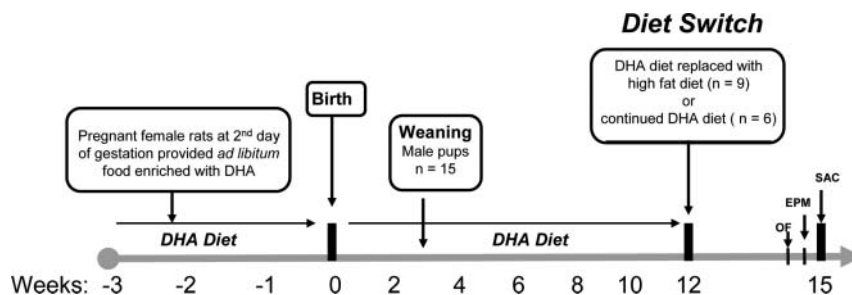 Diet Switch
DHA diet replaced with
high fat diet (n = 9)
or
continued DHA diet ( n = 6)
Birth
Pregnant female rats at 2nd day
of gestation provided ad libitum
food enriched with DHA
Weaning
Male pups
n = 15
SAC
EPM
OF
DHA Diet
DHA Diet
Weeks: -3 -2 -1 0 2 4 6 8 10 12 15